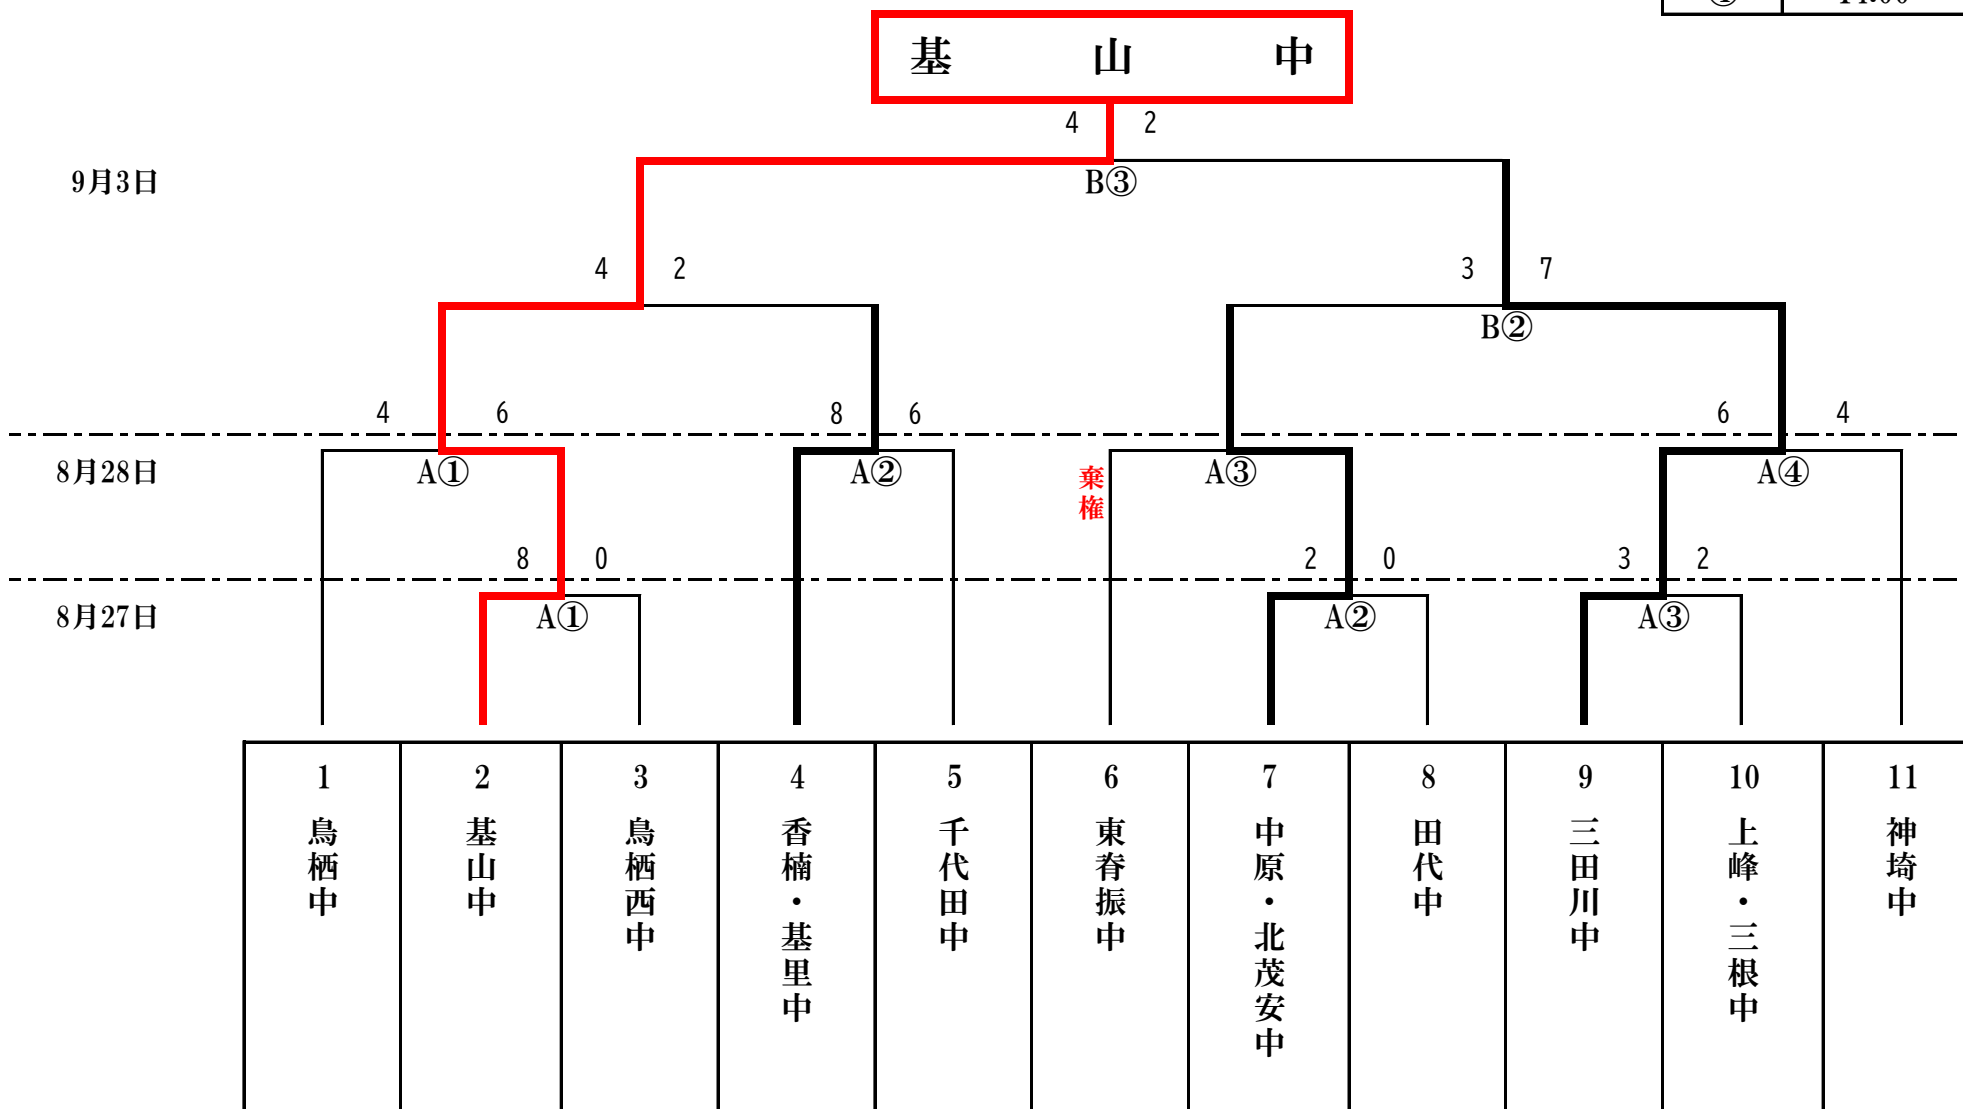 基山中
4 2
9月3日
B③
4 2 3 7
B②
4 6 8 6 6 4
8月28日
A① A② 棄権 A③ A④
8 0 2 0 3 2
8月27日
A① A② A③
1 2 3 4 5 6 7 8 9 10 11
鳥栖中
基山中
鳥栖西中
香楠・基里中
千代田中
東脊振中
中原・北茂安中
田代中
三田川中
上峰・三根中
神埼中